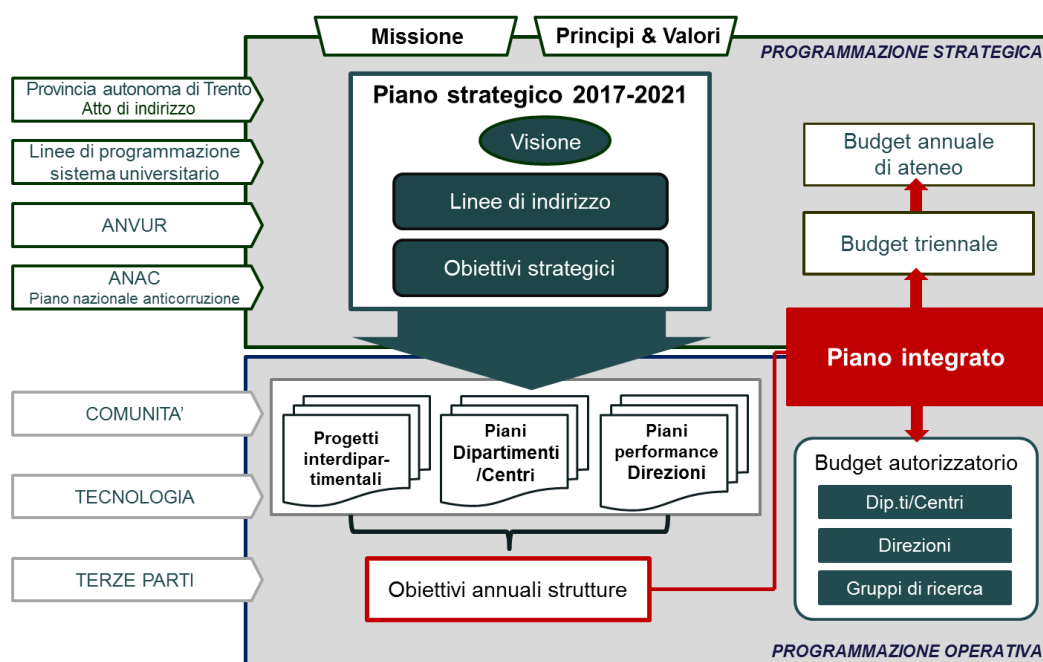 Missione
Principi & Valori
PROGRAMMAZIONE STRATEGICA
Provincia autonoma di Trento
Atto di indirizzo
Linee di programmazione
sistema universitario
ANVUR
ANAC
Piano nazionale anticorruzione
Piano strategico 2017-2021
Visione
Linee di indirizzo
Obiettivi strategici
Budget annuale
di ateneo
Budget triennale
Piano integrato
COMUNITA'
TECNOLOGIA
TERZE PARTI
Progetti
interdipar-
timentali
Piani
Dipartimenti
/Centri
Piani
performance
Direzioni
Obiettivi annuali strutture
Budget autorizzatorio
Dip.ti/Centri
Direzioni
Gruppi di ricerca
PROGRAMMAZIONE OPERATIVA